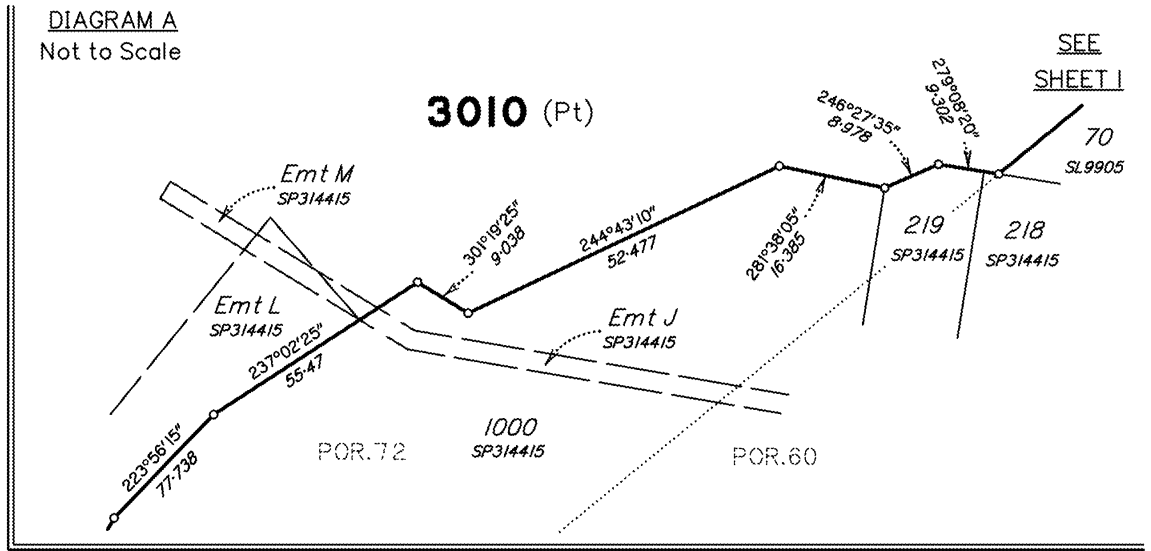 DIAGRAM A
Not to Scale
SEE
SHEET 1
3010 (Pt)
279°08'20"
9·302
246°27'35"
8·978
70
SL9905
Emt M
SP314415
301°19'25"
9·038
244°43'10"
52·477
281°38'05"
16·385
219
SP314415
218
SP314415
Emt L
SP314415
237°02'25"
55·47
Emt J
SP314415
223°56'15"
77·738
POR.72
1000
SP314415
POR.60